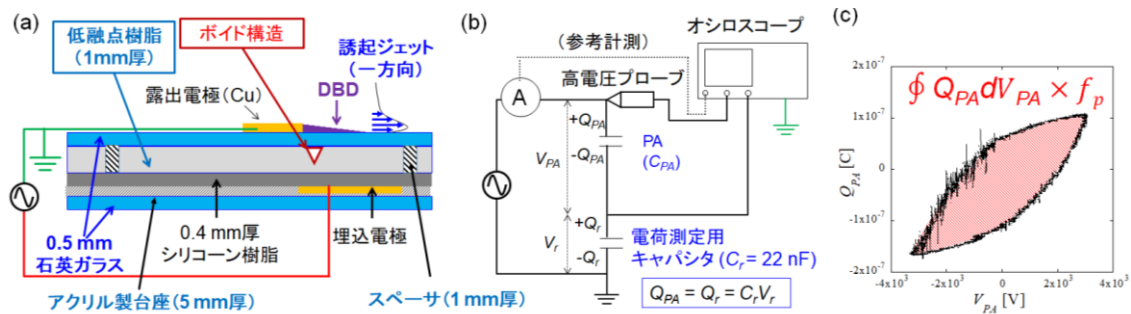 (a)
低融点樹脂
(1mm厚)
ボイド構造
誘起ジェット
(一方向)
DBD
露出電極(Cu)
0.5 mm
石英ガラス
0.4 mm厚
シリコーン樹脂
埋込電極
アクリル製台座(5mm厚)
スペーサ(1mm厚)
(b)
オシロスコープ
(参考計測)
高電圧プローブ
A
+Q_PA
-Q_PA
V_PA
PA
(C_PA)
+Q_r
-Q_r
V_r
電荷測定用
キャパシタ(C_r = 22 nF)
Q_PA = Q_r = C_rV_r
(c)
∮ Q_PAdV_PA × f_p
2x10^-7
1x10^-7
0
-1x10^-7
-2x10^-7
Q_PA [C]
-4x10^3
-2x10^3
0
2x10^3
4x10^3
V_PA [V]